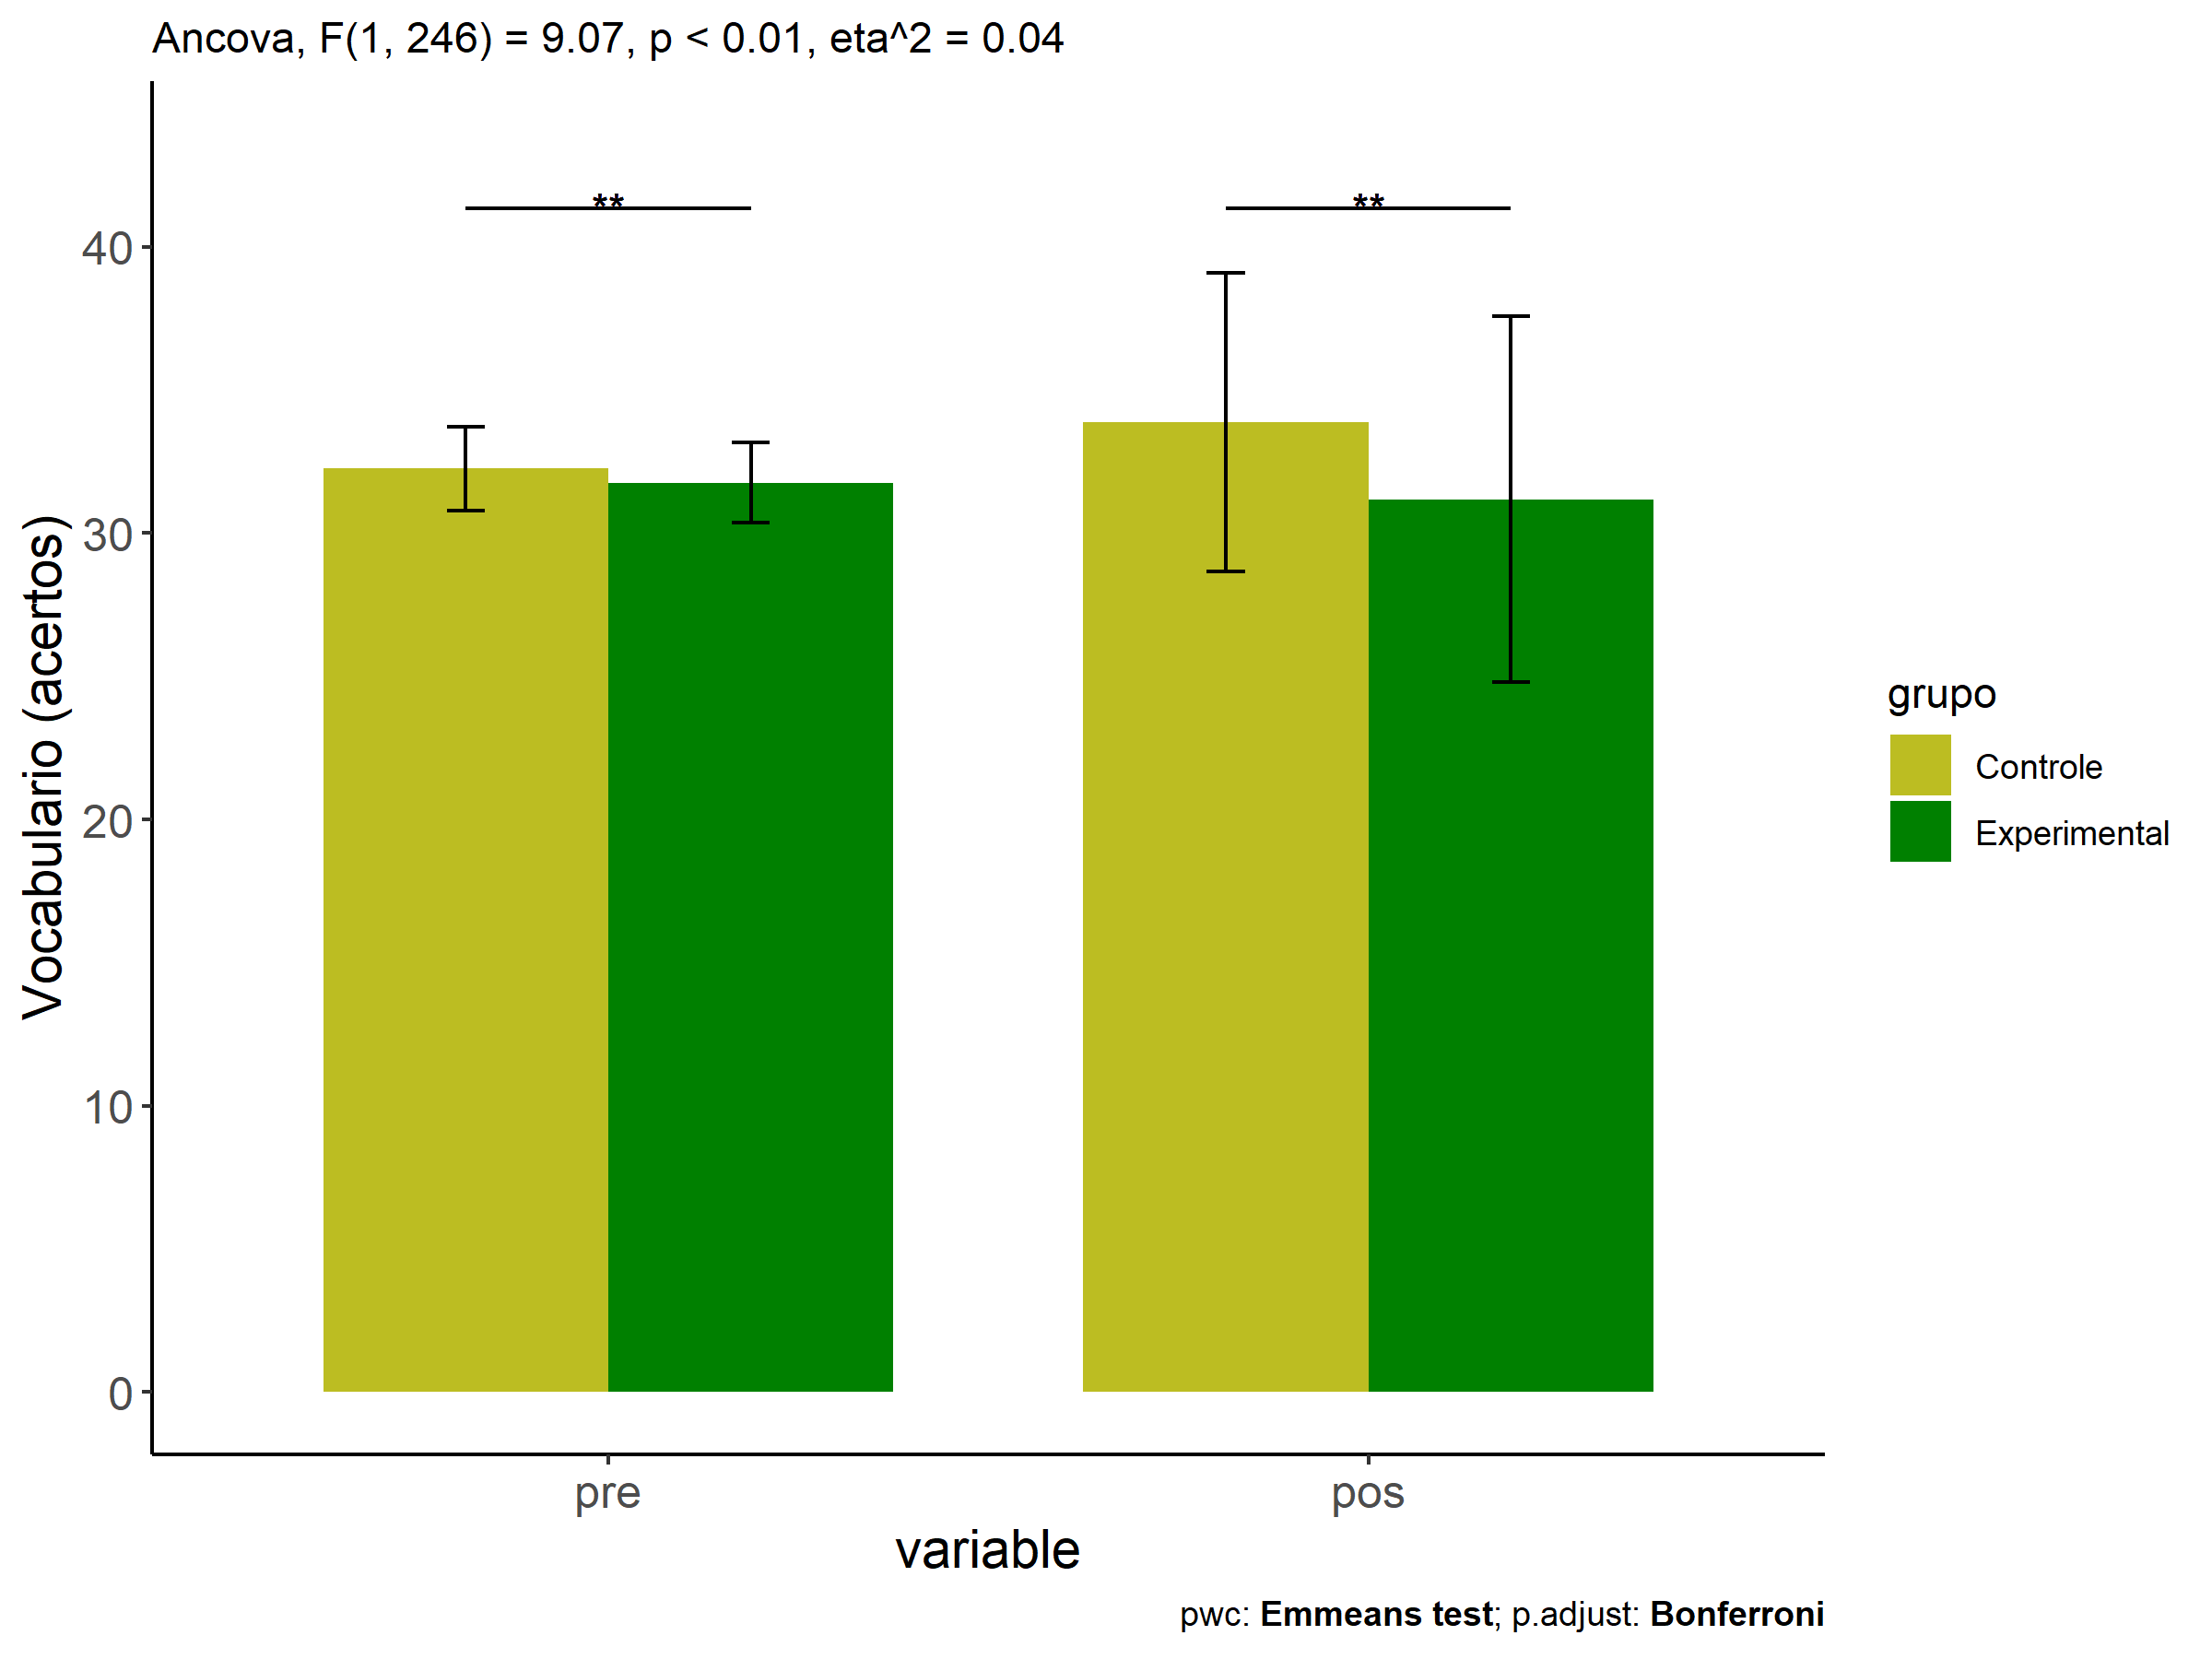 Ancova, F(1, 246) = 9.07, p < 0.01, eta^2 = 0.04
Vocabulario (acertos)
40
30
20
10
0
**
**
pre
pos
variable
grupo
Controle
Experimental
pwc: Emmeans test; p.adjust: Bonferroni